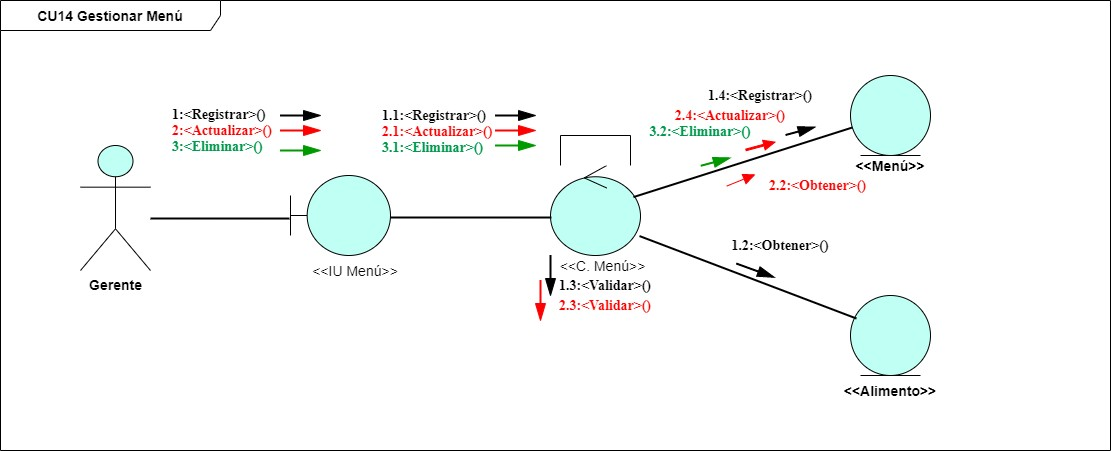 CU14 Gestionar Menú
1:<Registrar>()
2:<Actualizar>()
3:<Eliminar>()
1.1:<Registrar>()
2.1:<Actualizar>()
3.1:<Eliminar>()
1.4:<Registrar>()
2.4:<Actualizar>()
3.2:<Eliminar>()
<<Menú>>
2.2:<Obtener>()
1.2:<Obtener>()
Gerente
<<IU Menú>>
<<C. Menú>>
1.3:<Validar>()
2.3:<Validar>()
<<Alimento>>